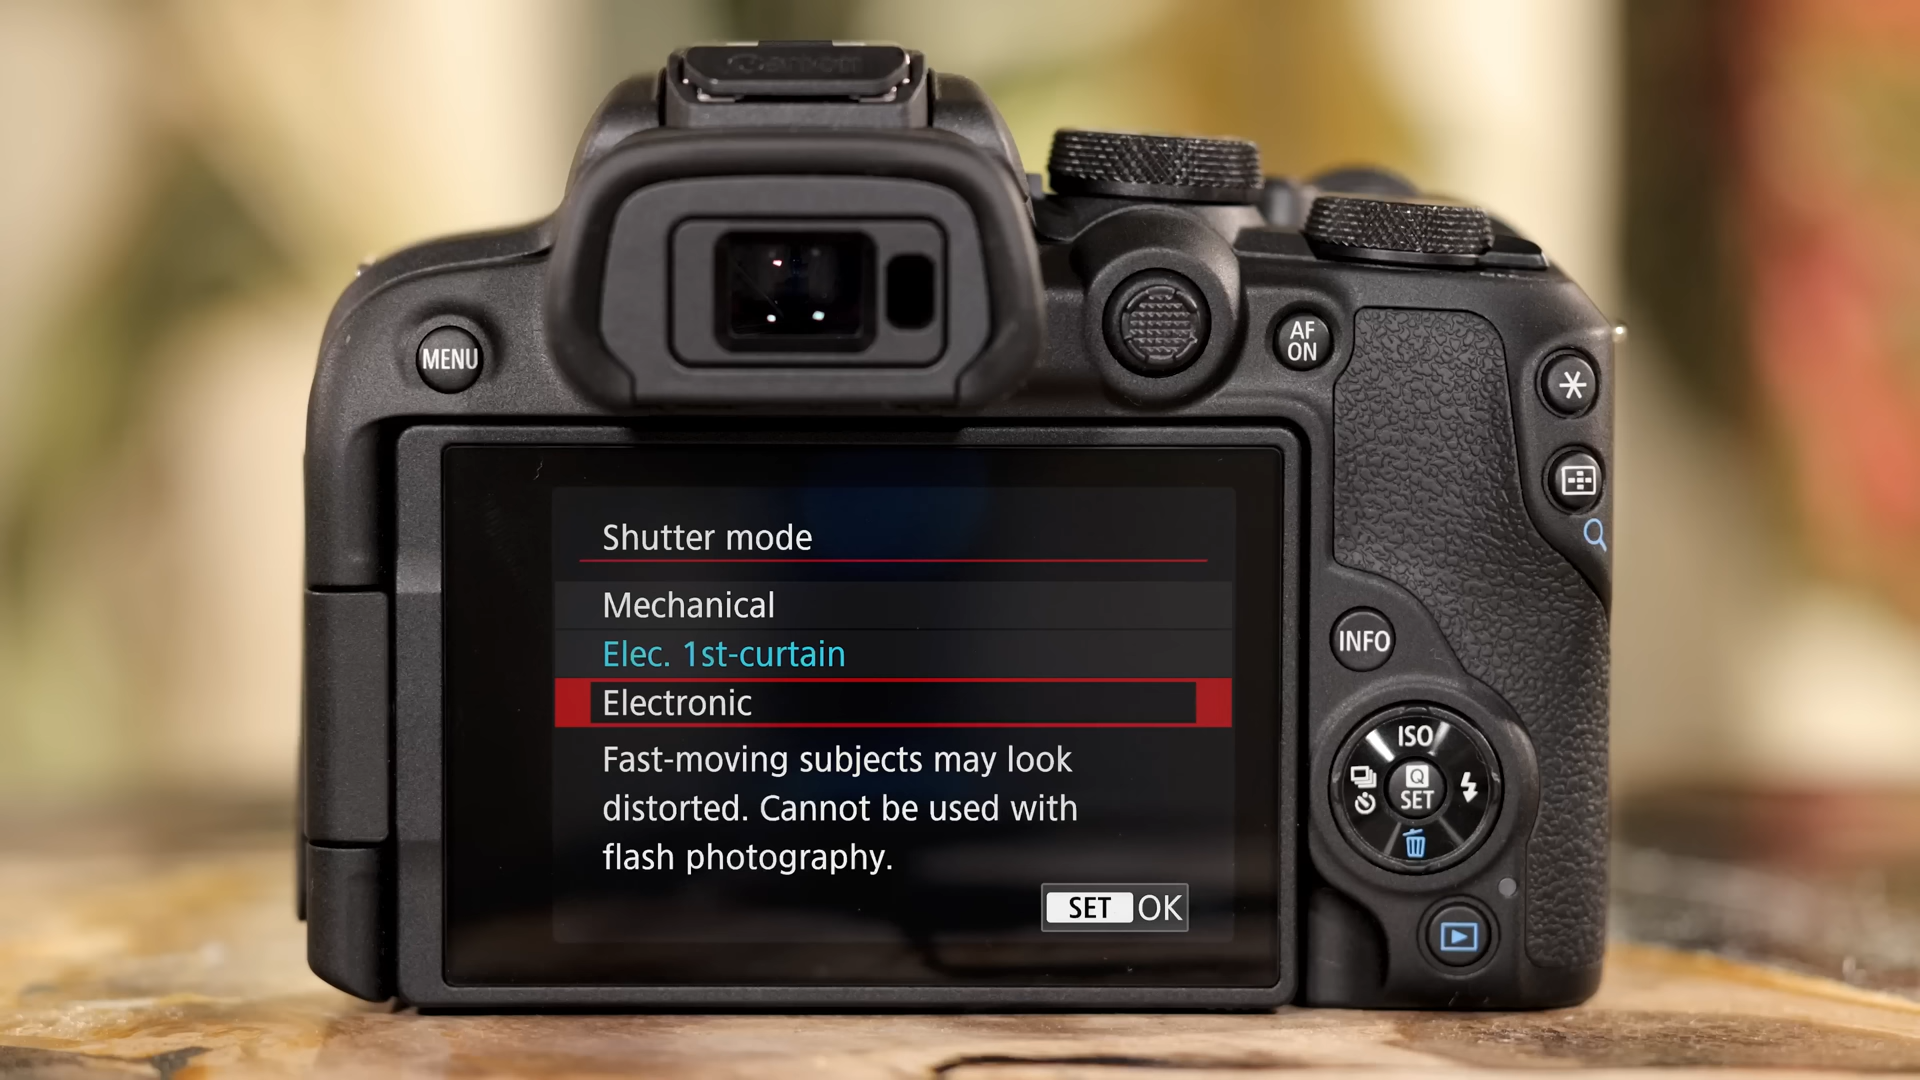 Canon
MENU
AF
ON
Shutter mode
Mechanical
Elec. 1st-curtain
Electronic
Fast-moving subjects may look
distorted. Cannot be used with
flash photography.
SET OK
INFO
ISO
Q
SET